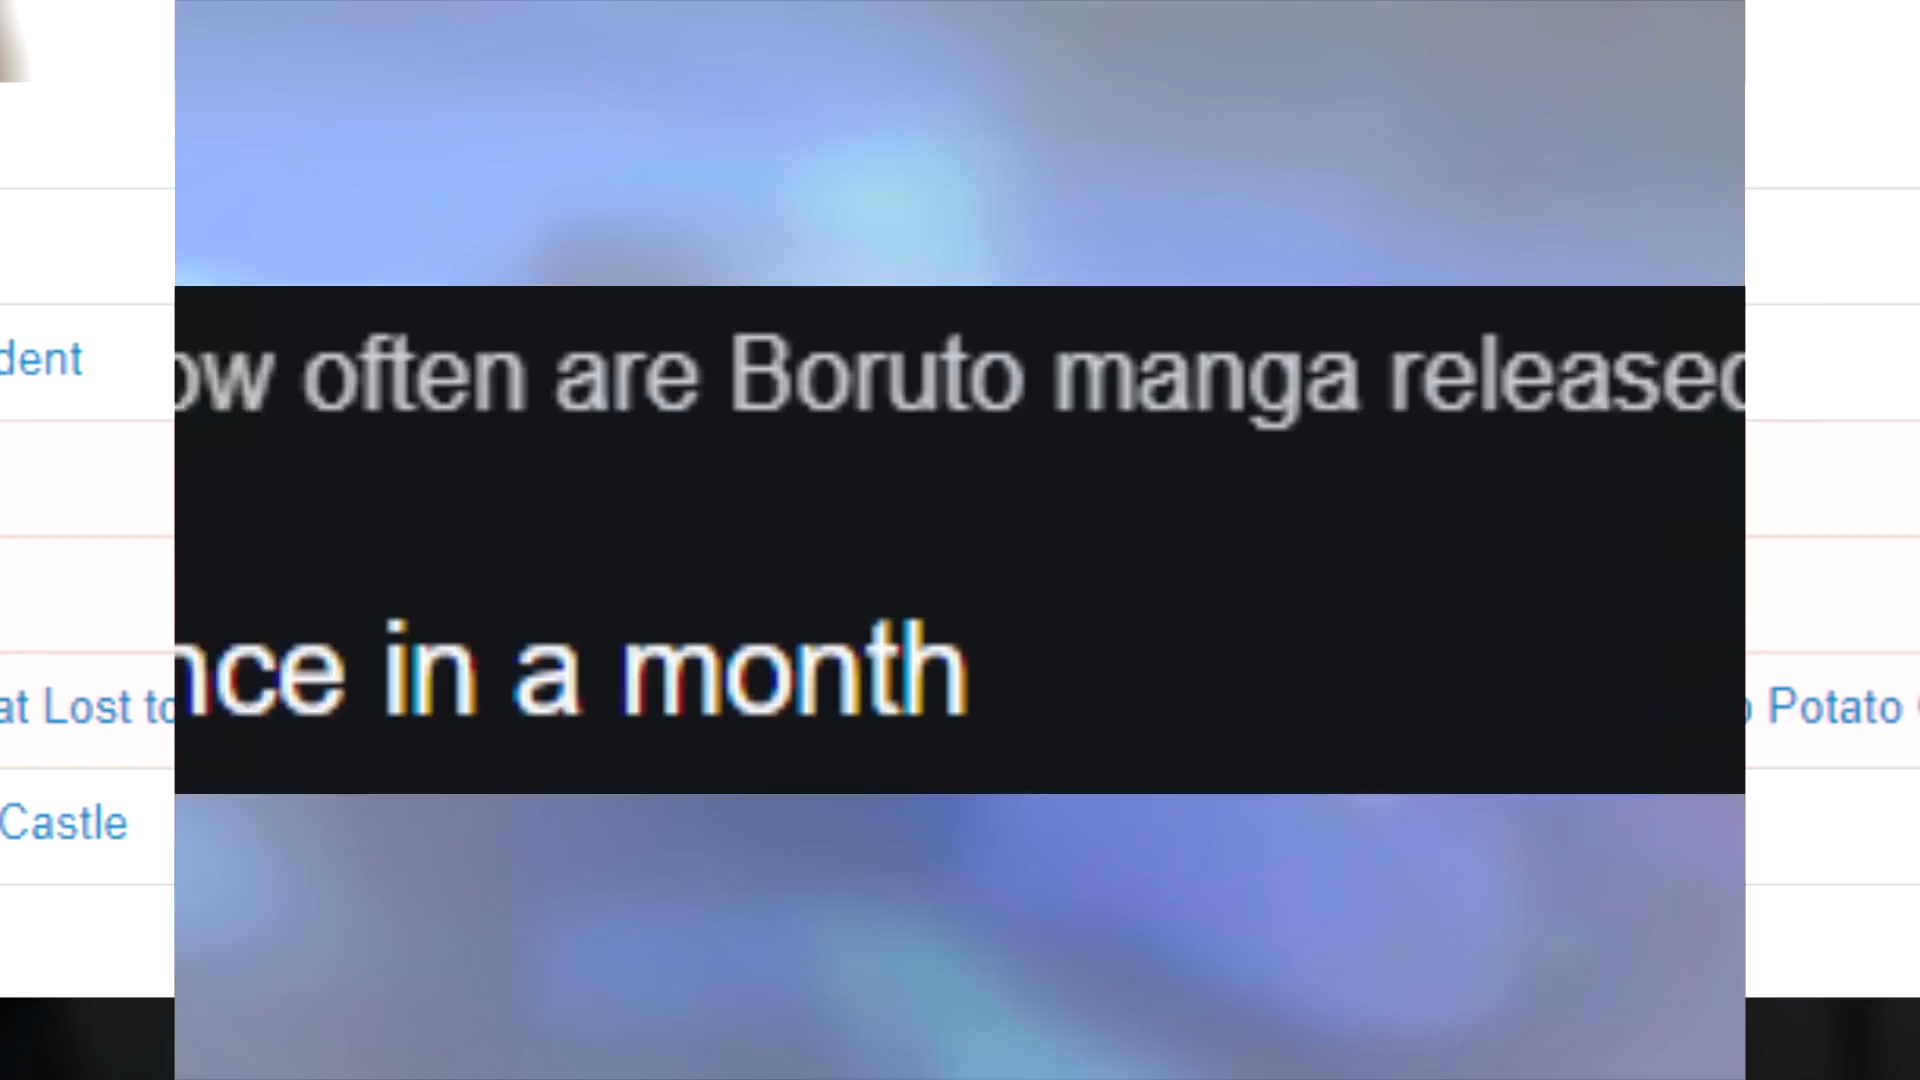 ow often are Boruto manga released
nce in a month
dent
at Lost to
Potato
Castle